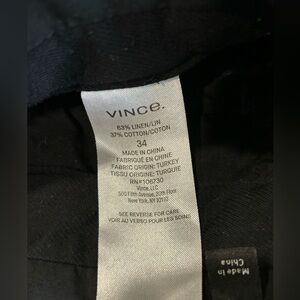 VINCE.
63% LINEN/LIN
37% COTTON/COTON
34
MADE IN CHINA
FABRIQUÉ EN CHINE
FABRIC ORIGIN: TURKEY
TISSU ORIGINE: TURQUIE
RN#106730
Vince, LLC
500 Fifth Avenue, 20th Floor
New York, NY 10110
SEE REVERSE FOR CARE
VOIR AU VERSO POUR LES SOINS
Made in
China